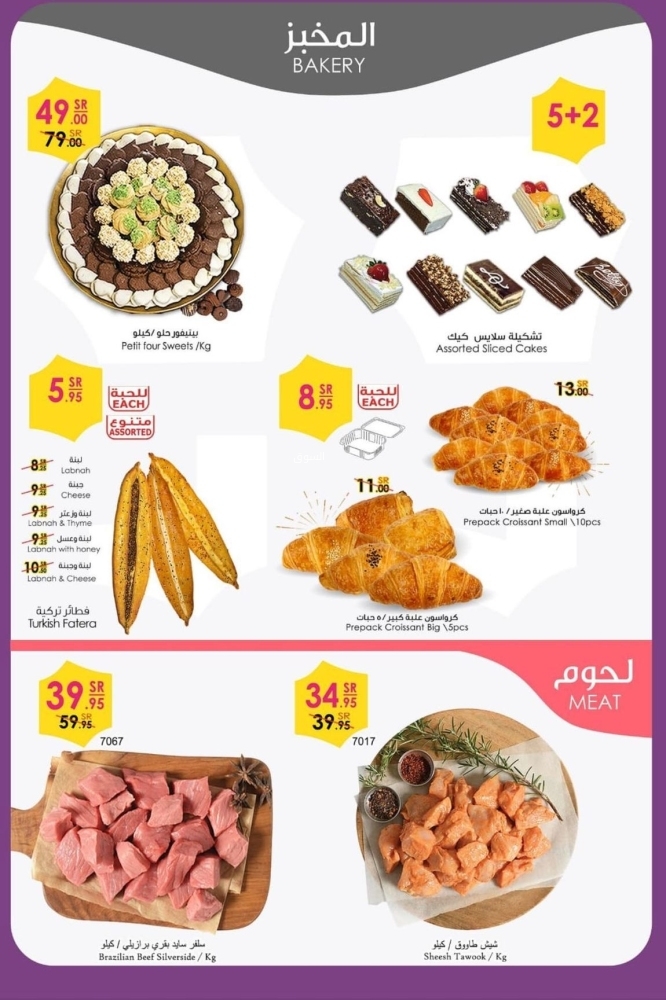 المخبز
BAKERY
49 SR .00
79 SR .00
بيتيفور حلو /كيلو
Petit four Sweets /Kg
5+2
تشكيلة سلايس كيك
Assorted Sliced Cakes
5 SR .95
للحبة
EACH
متنوع
ASSORTED
لبنة
Labnah
جبنة
Cheese
لبنة وزعتر
Labnah & Thyme
لبنة وعسل
Labnah with honey
لبنة وجبنة
Labnah & Cheese
فطائر تركية
Turkish Fatera
8 SR .95
للحبة
EACH
13 SR .00
كرواسون علبة صغير/ ١٠ حبات
Prepack Croissant Small \10pcs
11 SR .00
كرواسون علبة كبير/ ٥ حبات
Prepack Croissant Big \5pcs
لحوم
MEAT
39 SR .95
59 SR .95
7067
سلفر سايد بقري برازيلي / كيلو
Brazilian Beef Silverside / Kg
34 SR .95
39 SR .95
7017
شيش طاووق / كيلو
Sheesh Tawook / Kg